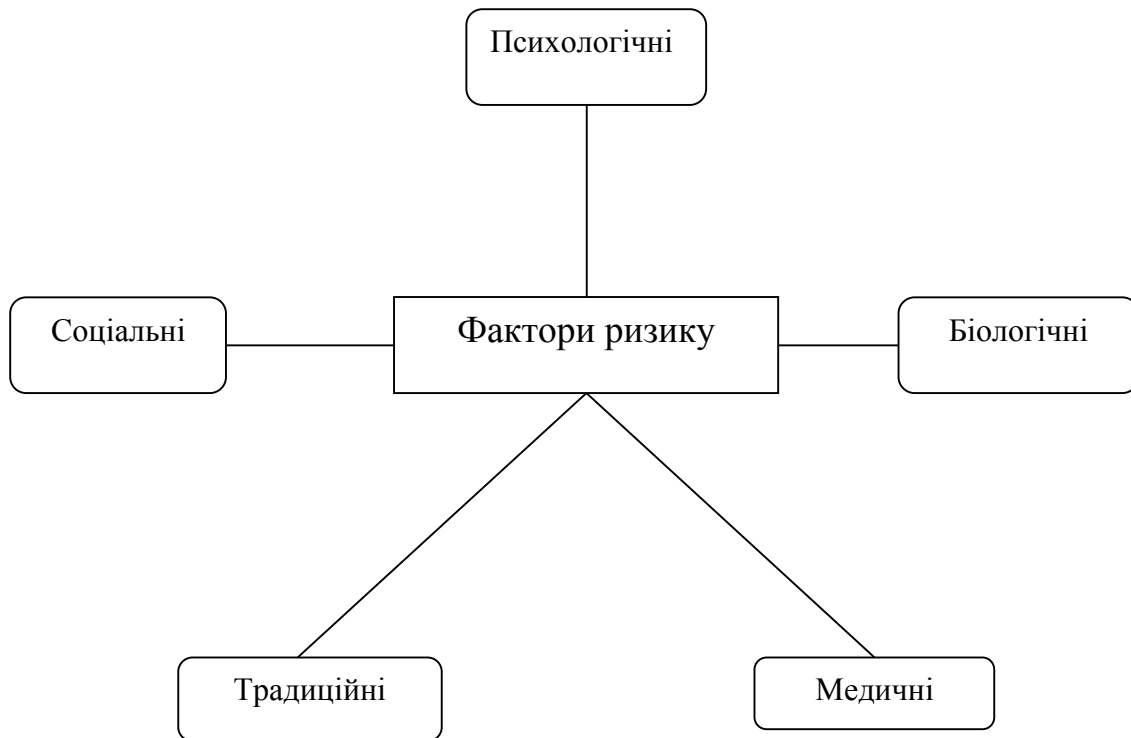 Психологічні
Соціальні
Фактори ризику
Біологічні
Традиційні
Медичні